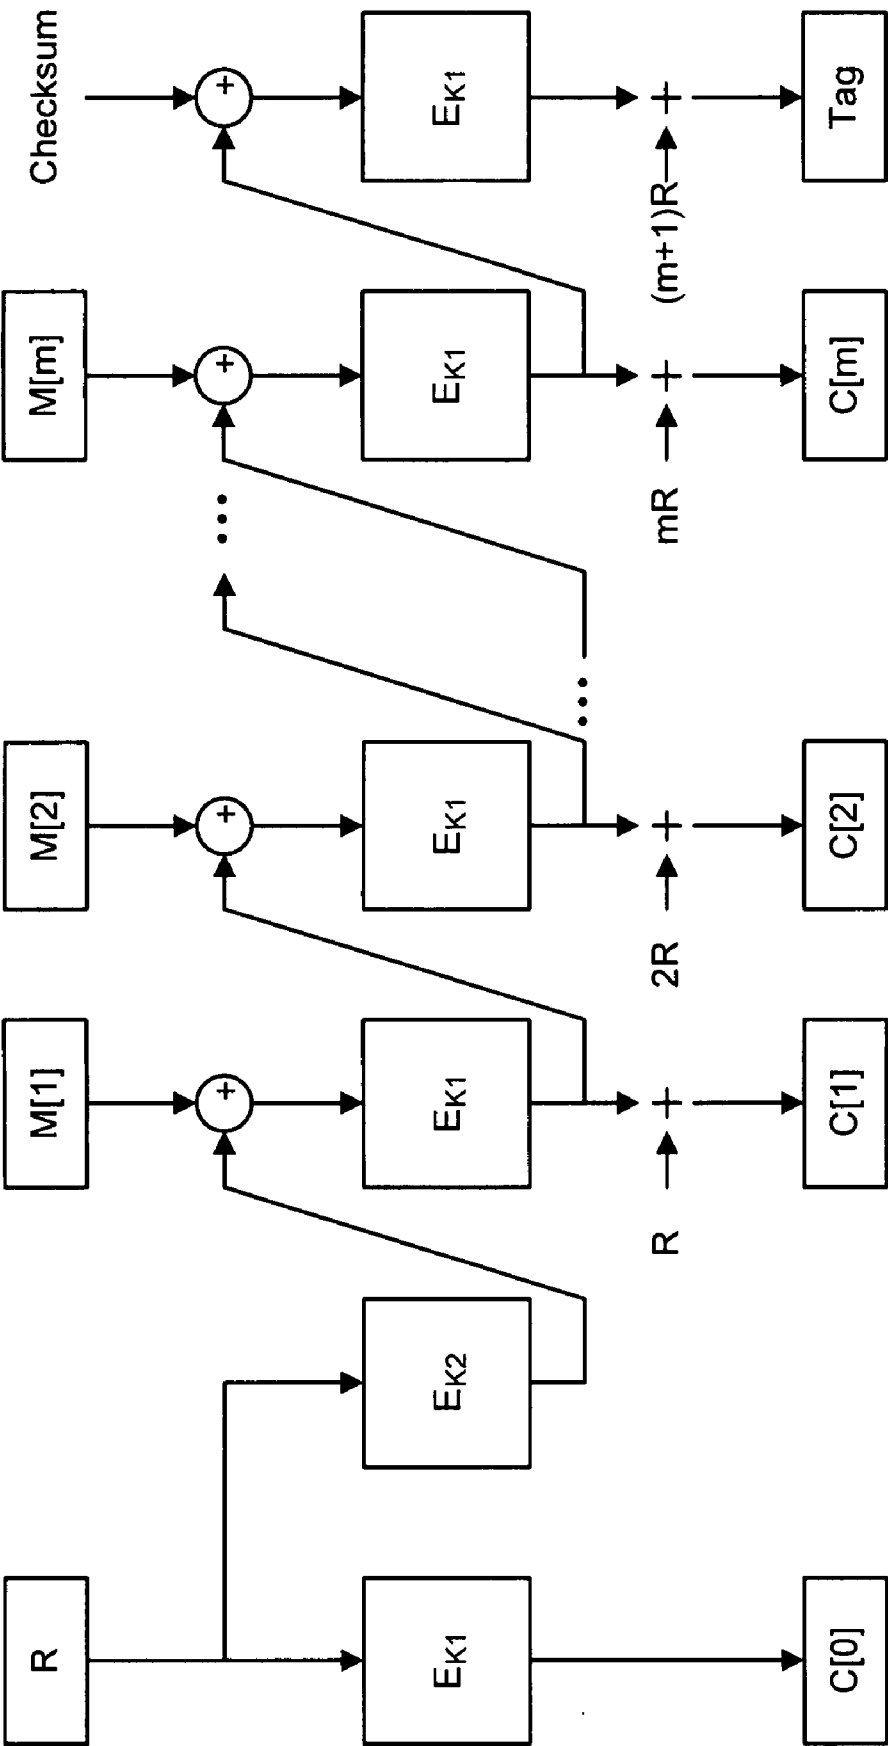 R
M[1]
M[2]
M[m]
Checksum
+
+
...
+
+
E_K1
E_K2
E_K1
E_K1
...
E_K1
E_K1
R
+
2R
+
mR
+
(m+1)R
+
C[0]
C[1]
C[2]
C[m]
Tag